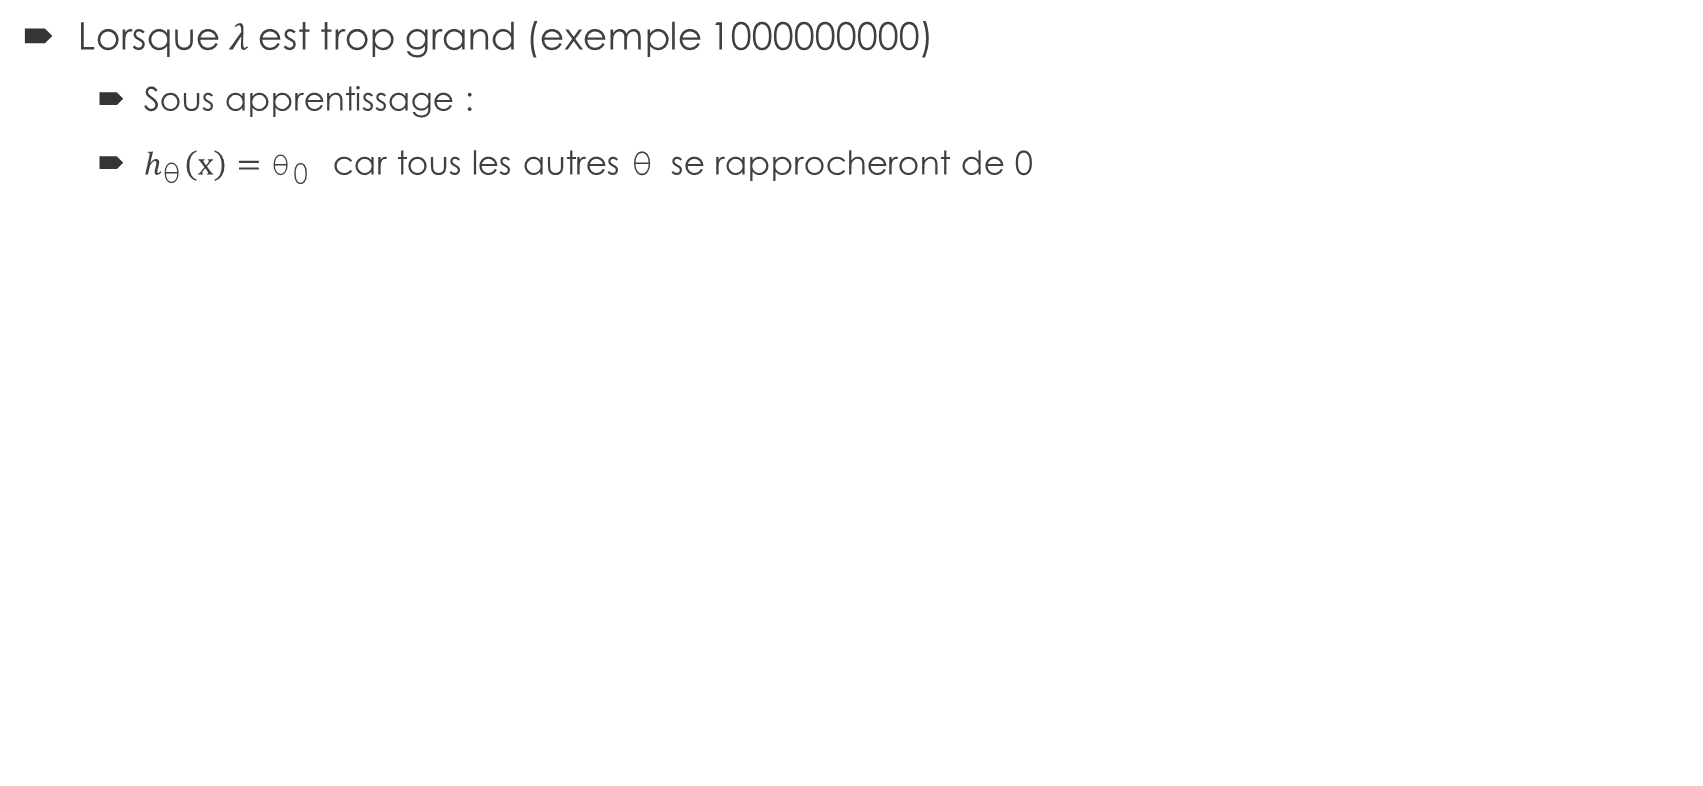 Lorsque λ est trop grand (exemple 1000000000)
Sous apprentissage :
hθ(x) = θ0 car tous les autres θ se rapprocheront de 0